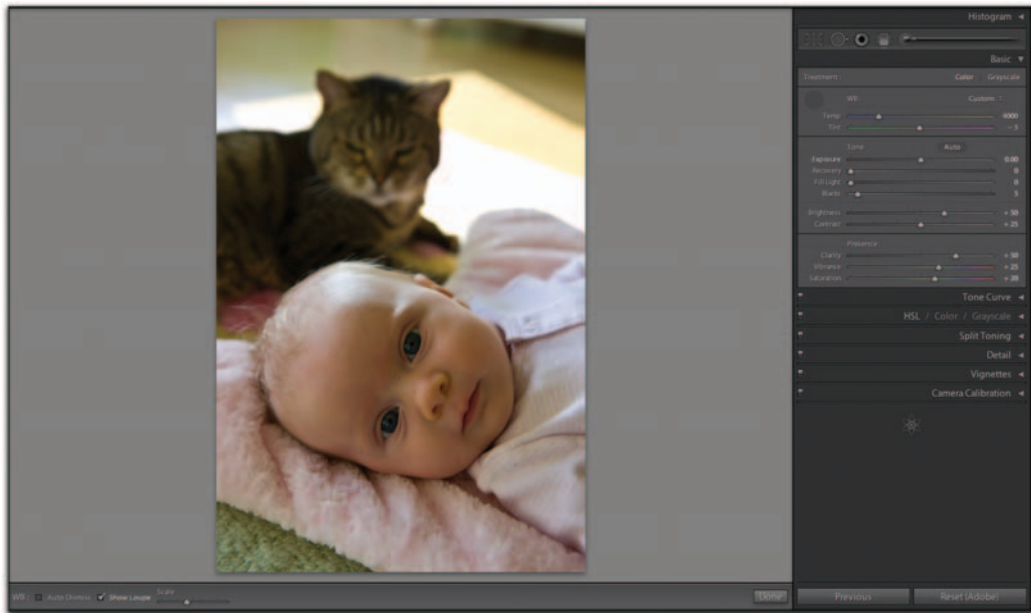 Histogram
Basic
Treatment : Color Grayscale
WB : Custom
Temp 4000
Tint - 3
Tone Auto
Exposure 0.00
Recovery 0
Fill Light 0
Blacks 5
Brightness + 50
Contrast + 25
Presence
Clarity + 50
Vibrance + 25
Saturation + 20
Tone Curve
HSL / Color / Grayscale
Split Toning
Detail
Vignettes
Camera Calibration
WB : Auto Dismiss Show Loupe Scale Done
Previous Reset (Adobe)